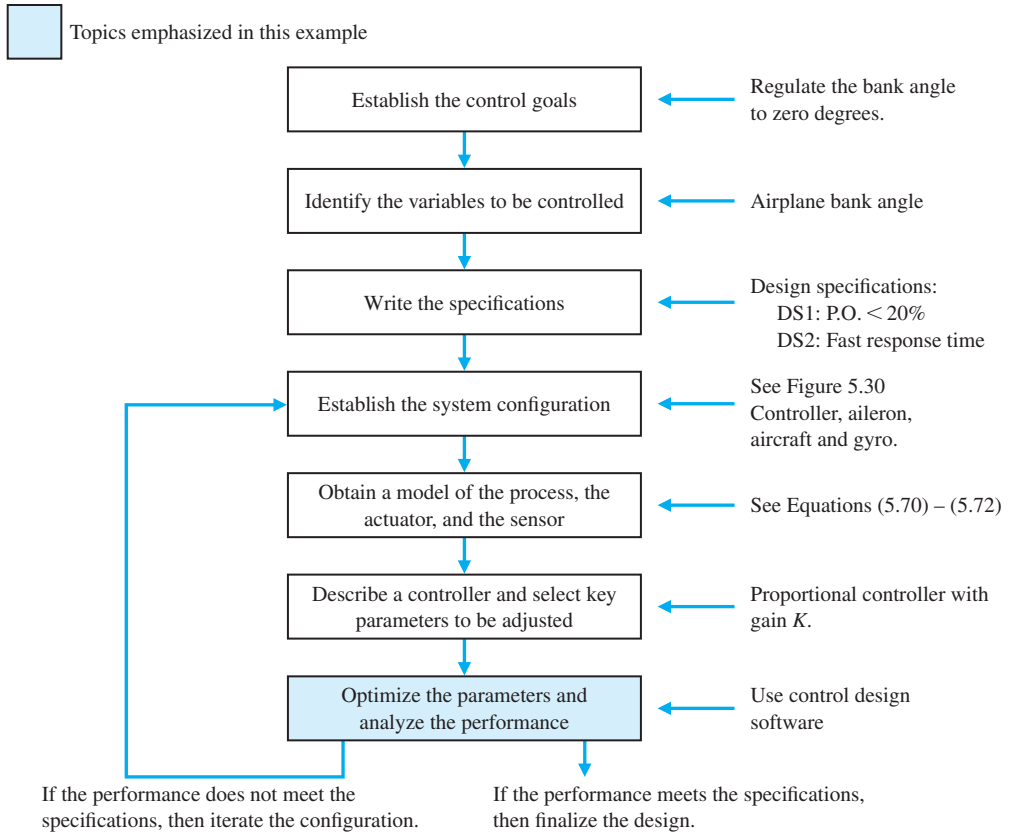 Topics emphasized in this example
Establish the control goals
Regulate the bank angle
to zero degrees.
Identify the variables to be controlled
Airplane bank angle
Write the specifications
Design specifications:
DS1: P.O. < 20%
DS2: Fast response time
Establish the system configuration
See Figure 5.30
Controller, aileron,
aircraft and gyro.
Obtain a model of the process, the
actuator, and the sensor
See Equations (5.70) – (5.72)
Describe a controller and select key
parameters to be adjusted
Proportional controller with
gain K.
Optimize the parameters and
analyze the performance
Use control design
software
If the performance does not meet the
specifications, then iterate the configuration.
If the performance meets the specifications,
then finalize the design.